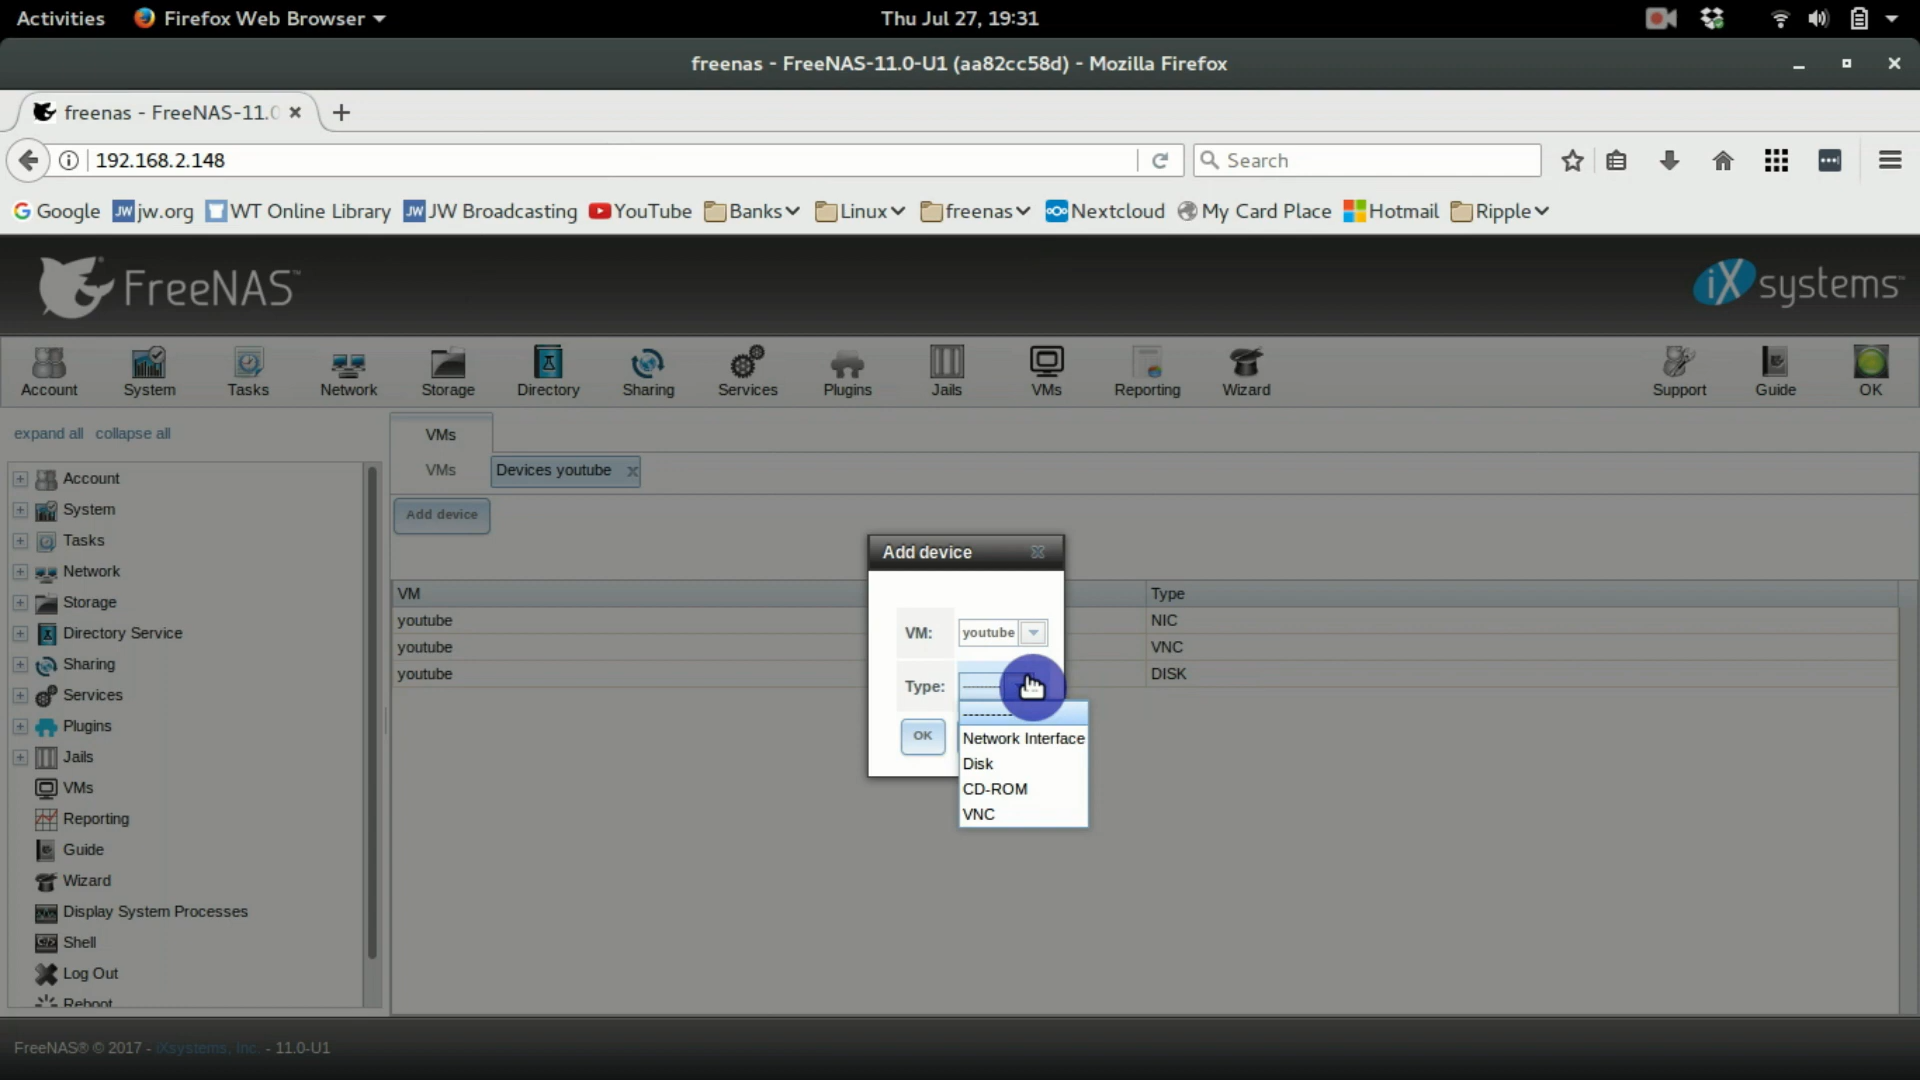 Activities Firefox Web Browser Thu Jul 27, 19:31
freenas - FreeNAS-11.0-U1 (aa82cc58d) - Mozilla Firefox
freenas - FreeNAS-11.0
192.168.2.148 Search
Google jw.org WT Online Library JW Broadcasting YouTube Banks Linux freenas Nextcloud My Card Place Hotmail Ripple
FreeNAS™ iXsystems™
Account System Tasks Network Storage Directory Sharing Services Plugins Jails VMs Reporting Wizard Support Guide OK
expand all collapse all
VMs
VMs Devices youtube
Add device
Account
System
Tasks
Network
Storage
Directory Service
Sharing
Services
Plugins
Jails
VMs
Reporting
Guide
Wizard
Display System Processes
Shell
Log Out
Reboot
VM Type
youtube NIC
youtube VNC
youtube DISK
Add device
VM: youtube
Type: ---------
---------
Network Interface
Disk
CD-ROM
VNC
OK
FreeNAS® © 2017 - iXsystems, Inc. - 11.0-U1